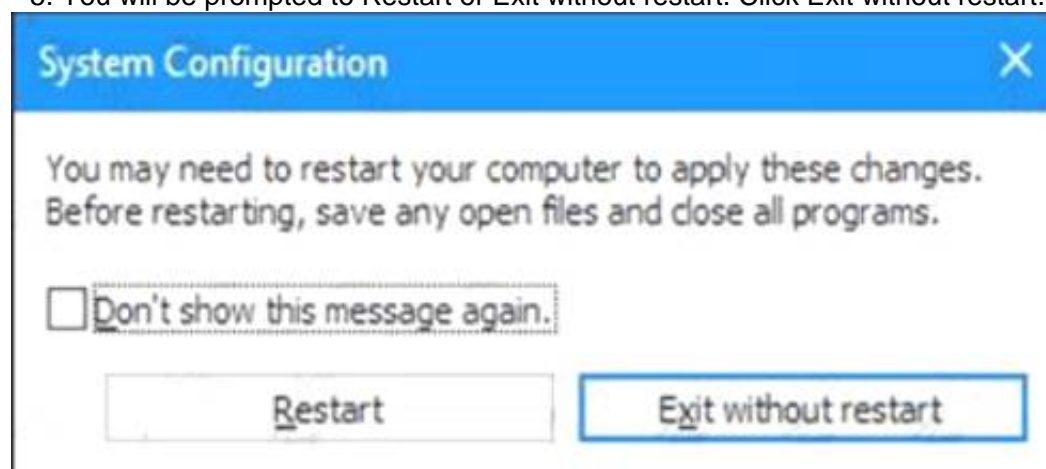 You will be prompted to Restart or Exit without restart. Click Exit without restart.
System Configuration
You may need to restart your computer to apply these changes.
Before restarting, save any open files and close all programs.
Don't show this message again.
Restart
Exit without restart